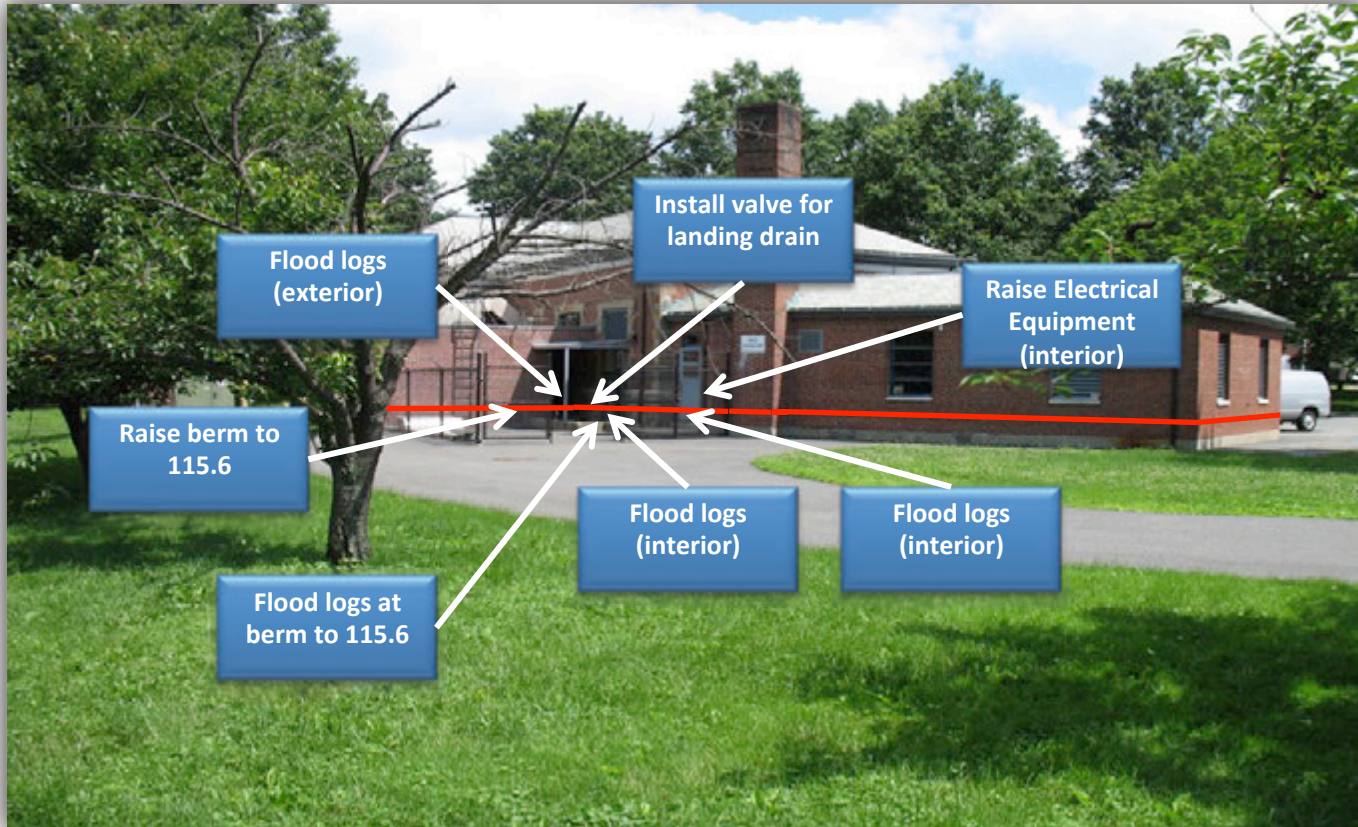 Install valve for
landing drain
Flood logs
(exterior)
Raise Electrical
Equipment
(interior)
Raise berm to
115.6
Flood logs
(interior)
Flood logs
(interior)
Flood logs at
berm to 115.6